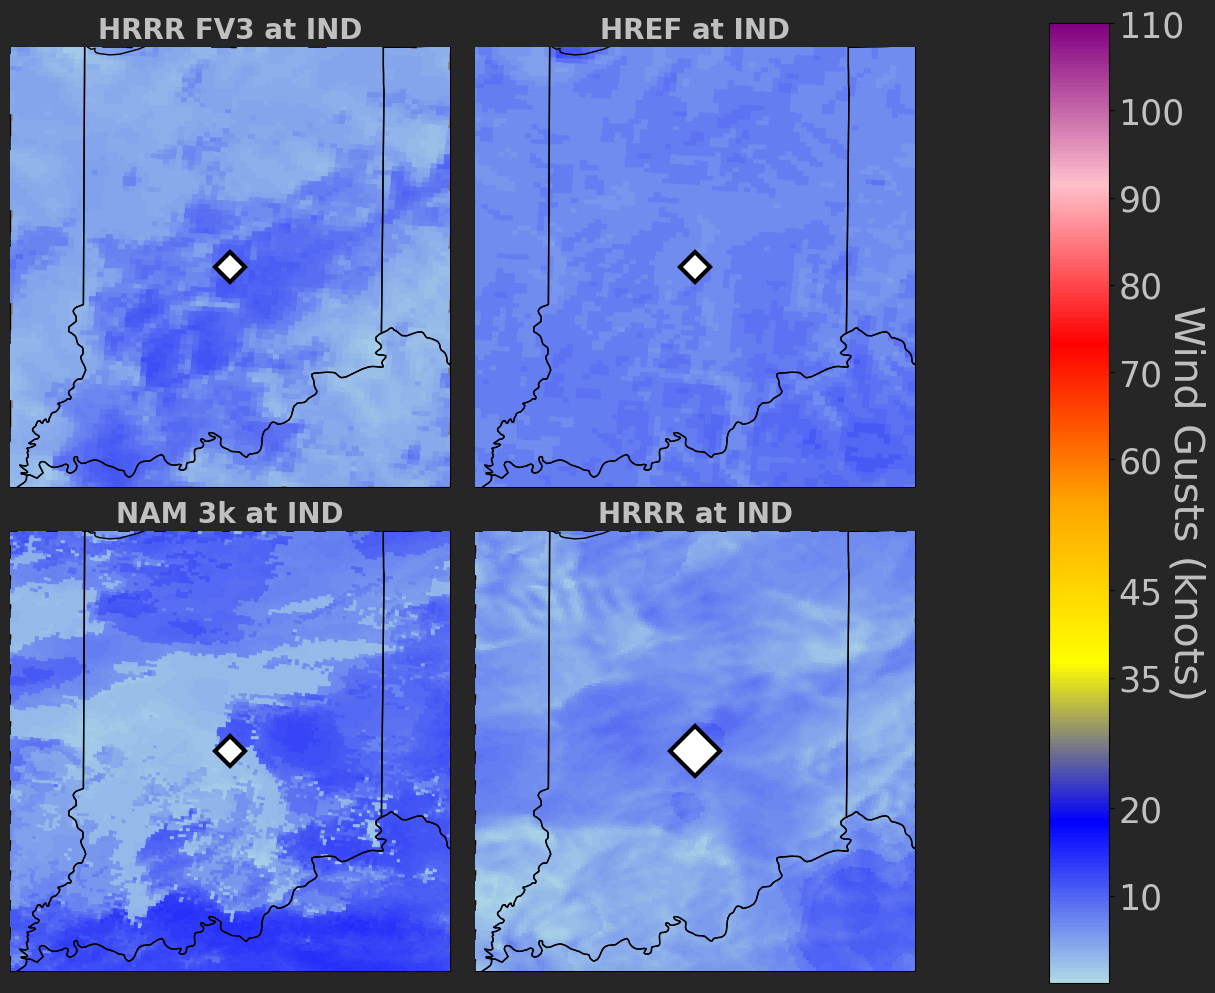 HRRR FV3 at IND
HREF at IND
NAM 3k at IND
HRRR at IND
110
100
90
80
70
60
45
35
20
10
Wind Gusts (knots)